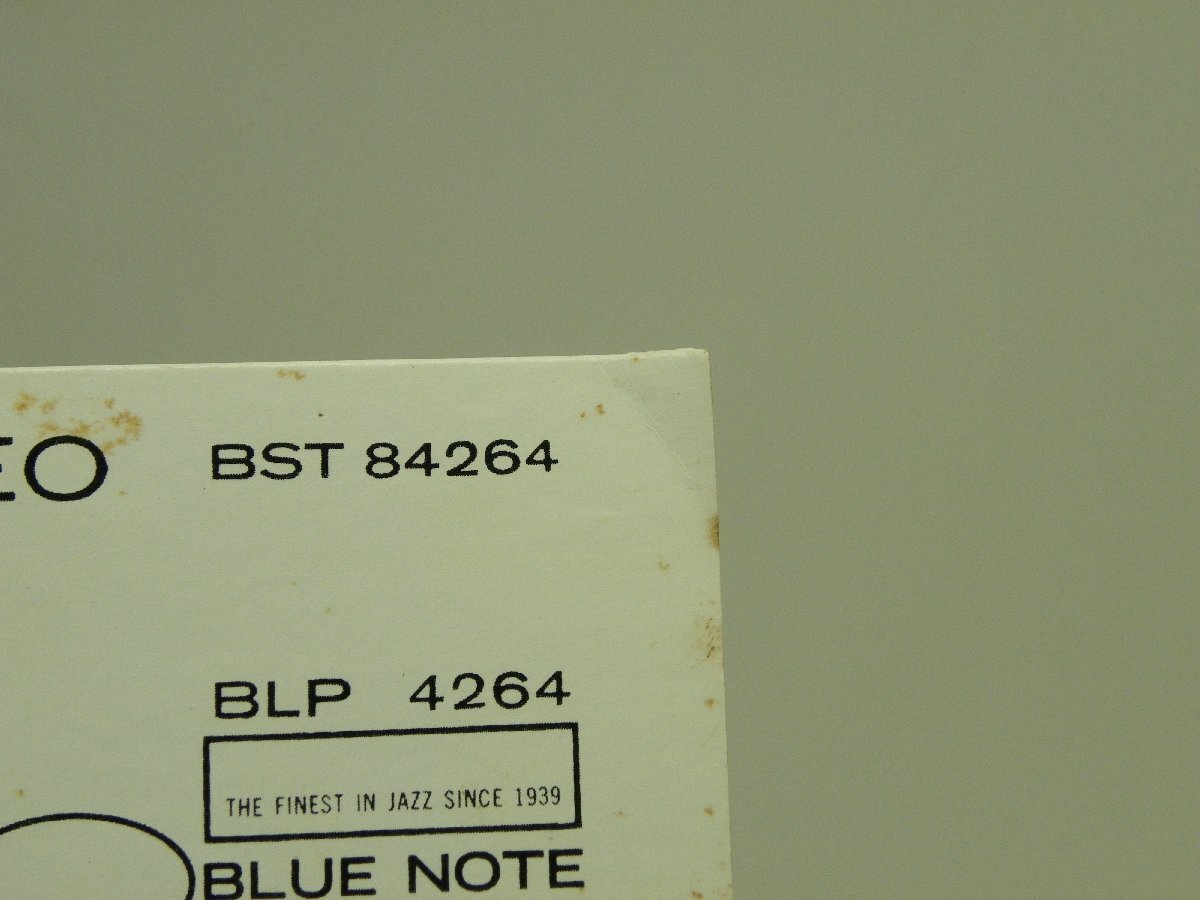 EO BST 84264
BLP 4264
THE FINEST IN JAZZ SINCE 1939
BLUE NOTE